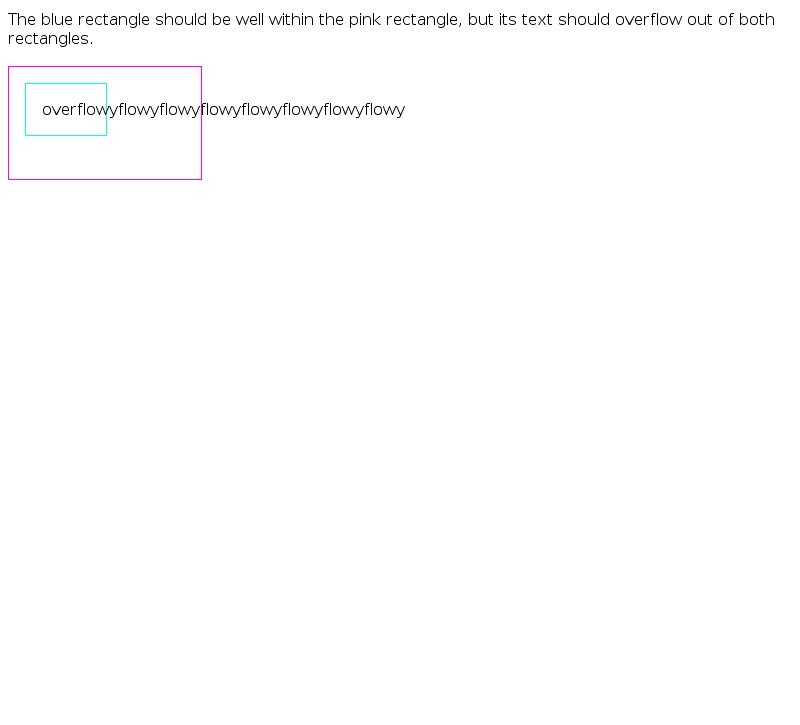 The blue rectangle should be well within the pink rectangle, but its text should overflow out of both
rectangles.
overflowyflowyflowyflowyflowyflowyflowyflowy